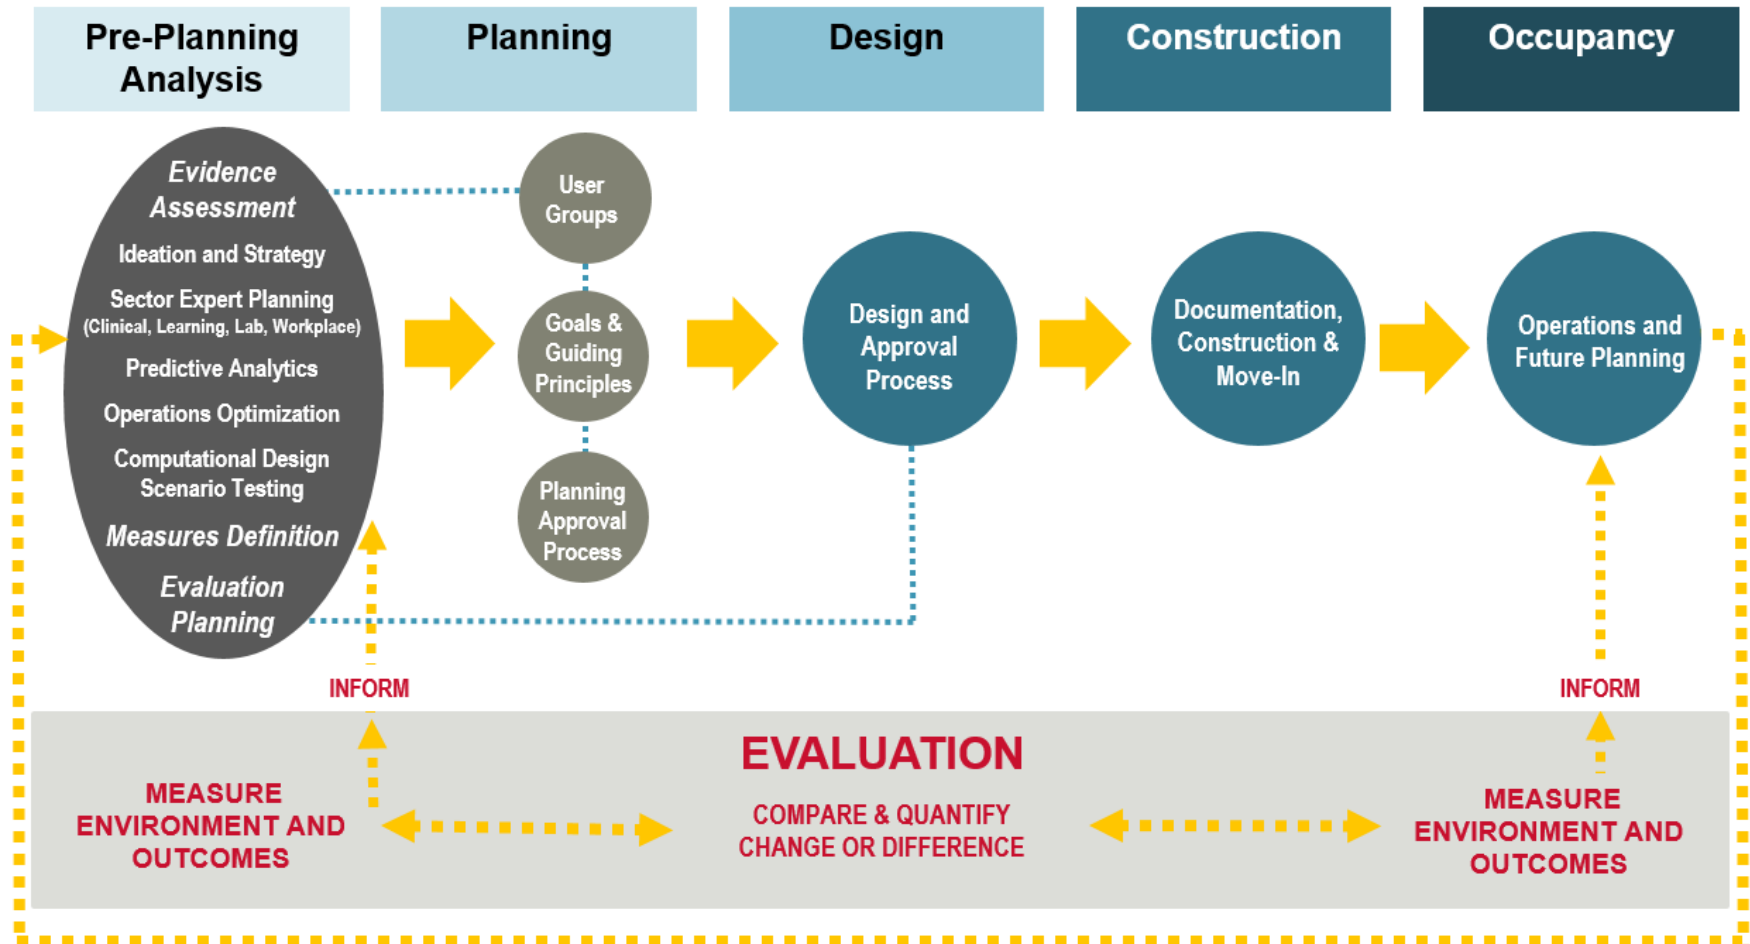 Pre-Planning
Analysis
Planning
Design
Construction
Occupancy
Evidence
Assessment
Ideation and Strategy
Sector Expert Planning
(Clinical, Learning, Lab, Workplace)
Predictive Analytics
Operations Optimization
Computational Design
Scenario Testing
Measures Definition
Evaluation
Planning
User
Groups
Goals &
Guiding
Principles
Planning
Approval
Process
Design and
Approval
Process
Documentation,
Construction &
Move-In
Operations and
Future Planning
INFORM
INFORM
EVALUATION
MEASURE
ENVIRONMENT AND
OUTCOMES
COMPARE & QUANTIFY
CHANGE OR DIFFERENCE
MEASURE
ENVIRONMENT AND
OUTCOMES